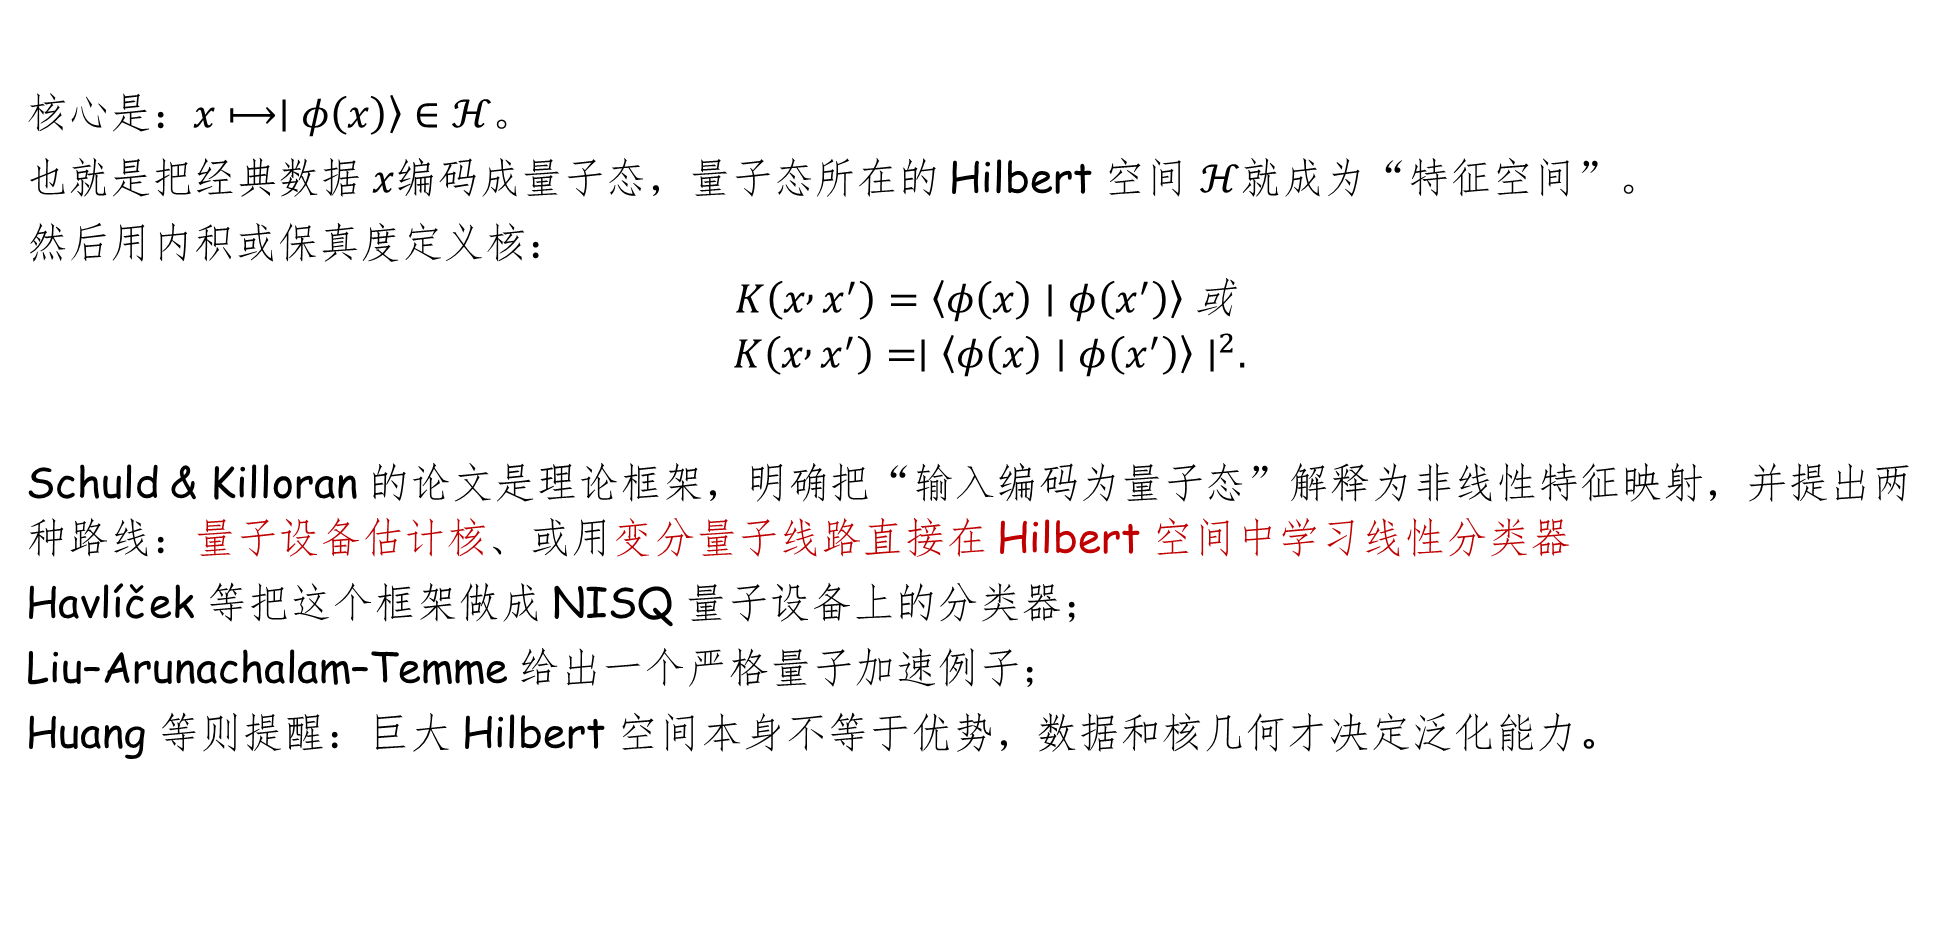 核心是：𝑥 ⟼∣ 𝜙(𝑥)⟩ ∈ ℋ。
也就是把经典数据 𝑥编码成量子态，量子态所在的 Hilbert 空间 ℋ就成为“特征空间”。
然后用内积或保真度定义核：
𝐾(𝑥, 𝑥′) = ⟨𝜙(𝑥) ∣ 𝜙(𝑥′)⟩ 或
𝐾(𝑥, 𝑥′) =∣ ⟨𝜙(𝑥) ∣ 𝜙(𝑥′)⟩ ∣².
Schuld & Killoran 的论文是理论框架，明确把“输入编码为量子态”解释为非线性特征映射，并提出两
种路线：量子设备估计核、或用变分量子线路直接在 Hilbert 空间中学习线性分类器
Havlíček 等把这个框架做成 NISQ 量子设备上的分类器；
Liu–Arunachalam–Temme 给出一个严格量子加速例子；
Huang 等则提醒：巨大 Hilbert 空间本身不等于优势，数据和核几何才决定泛化能力。